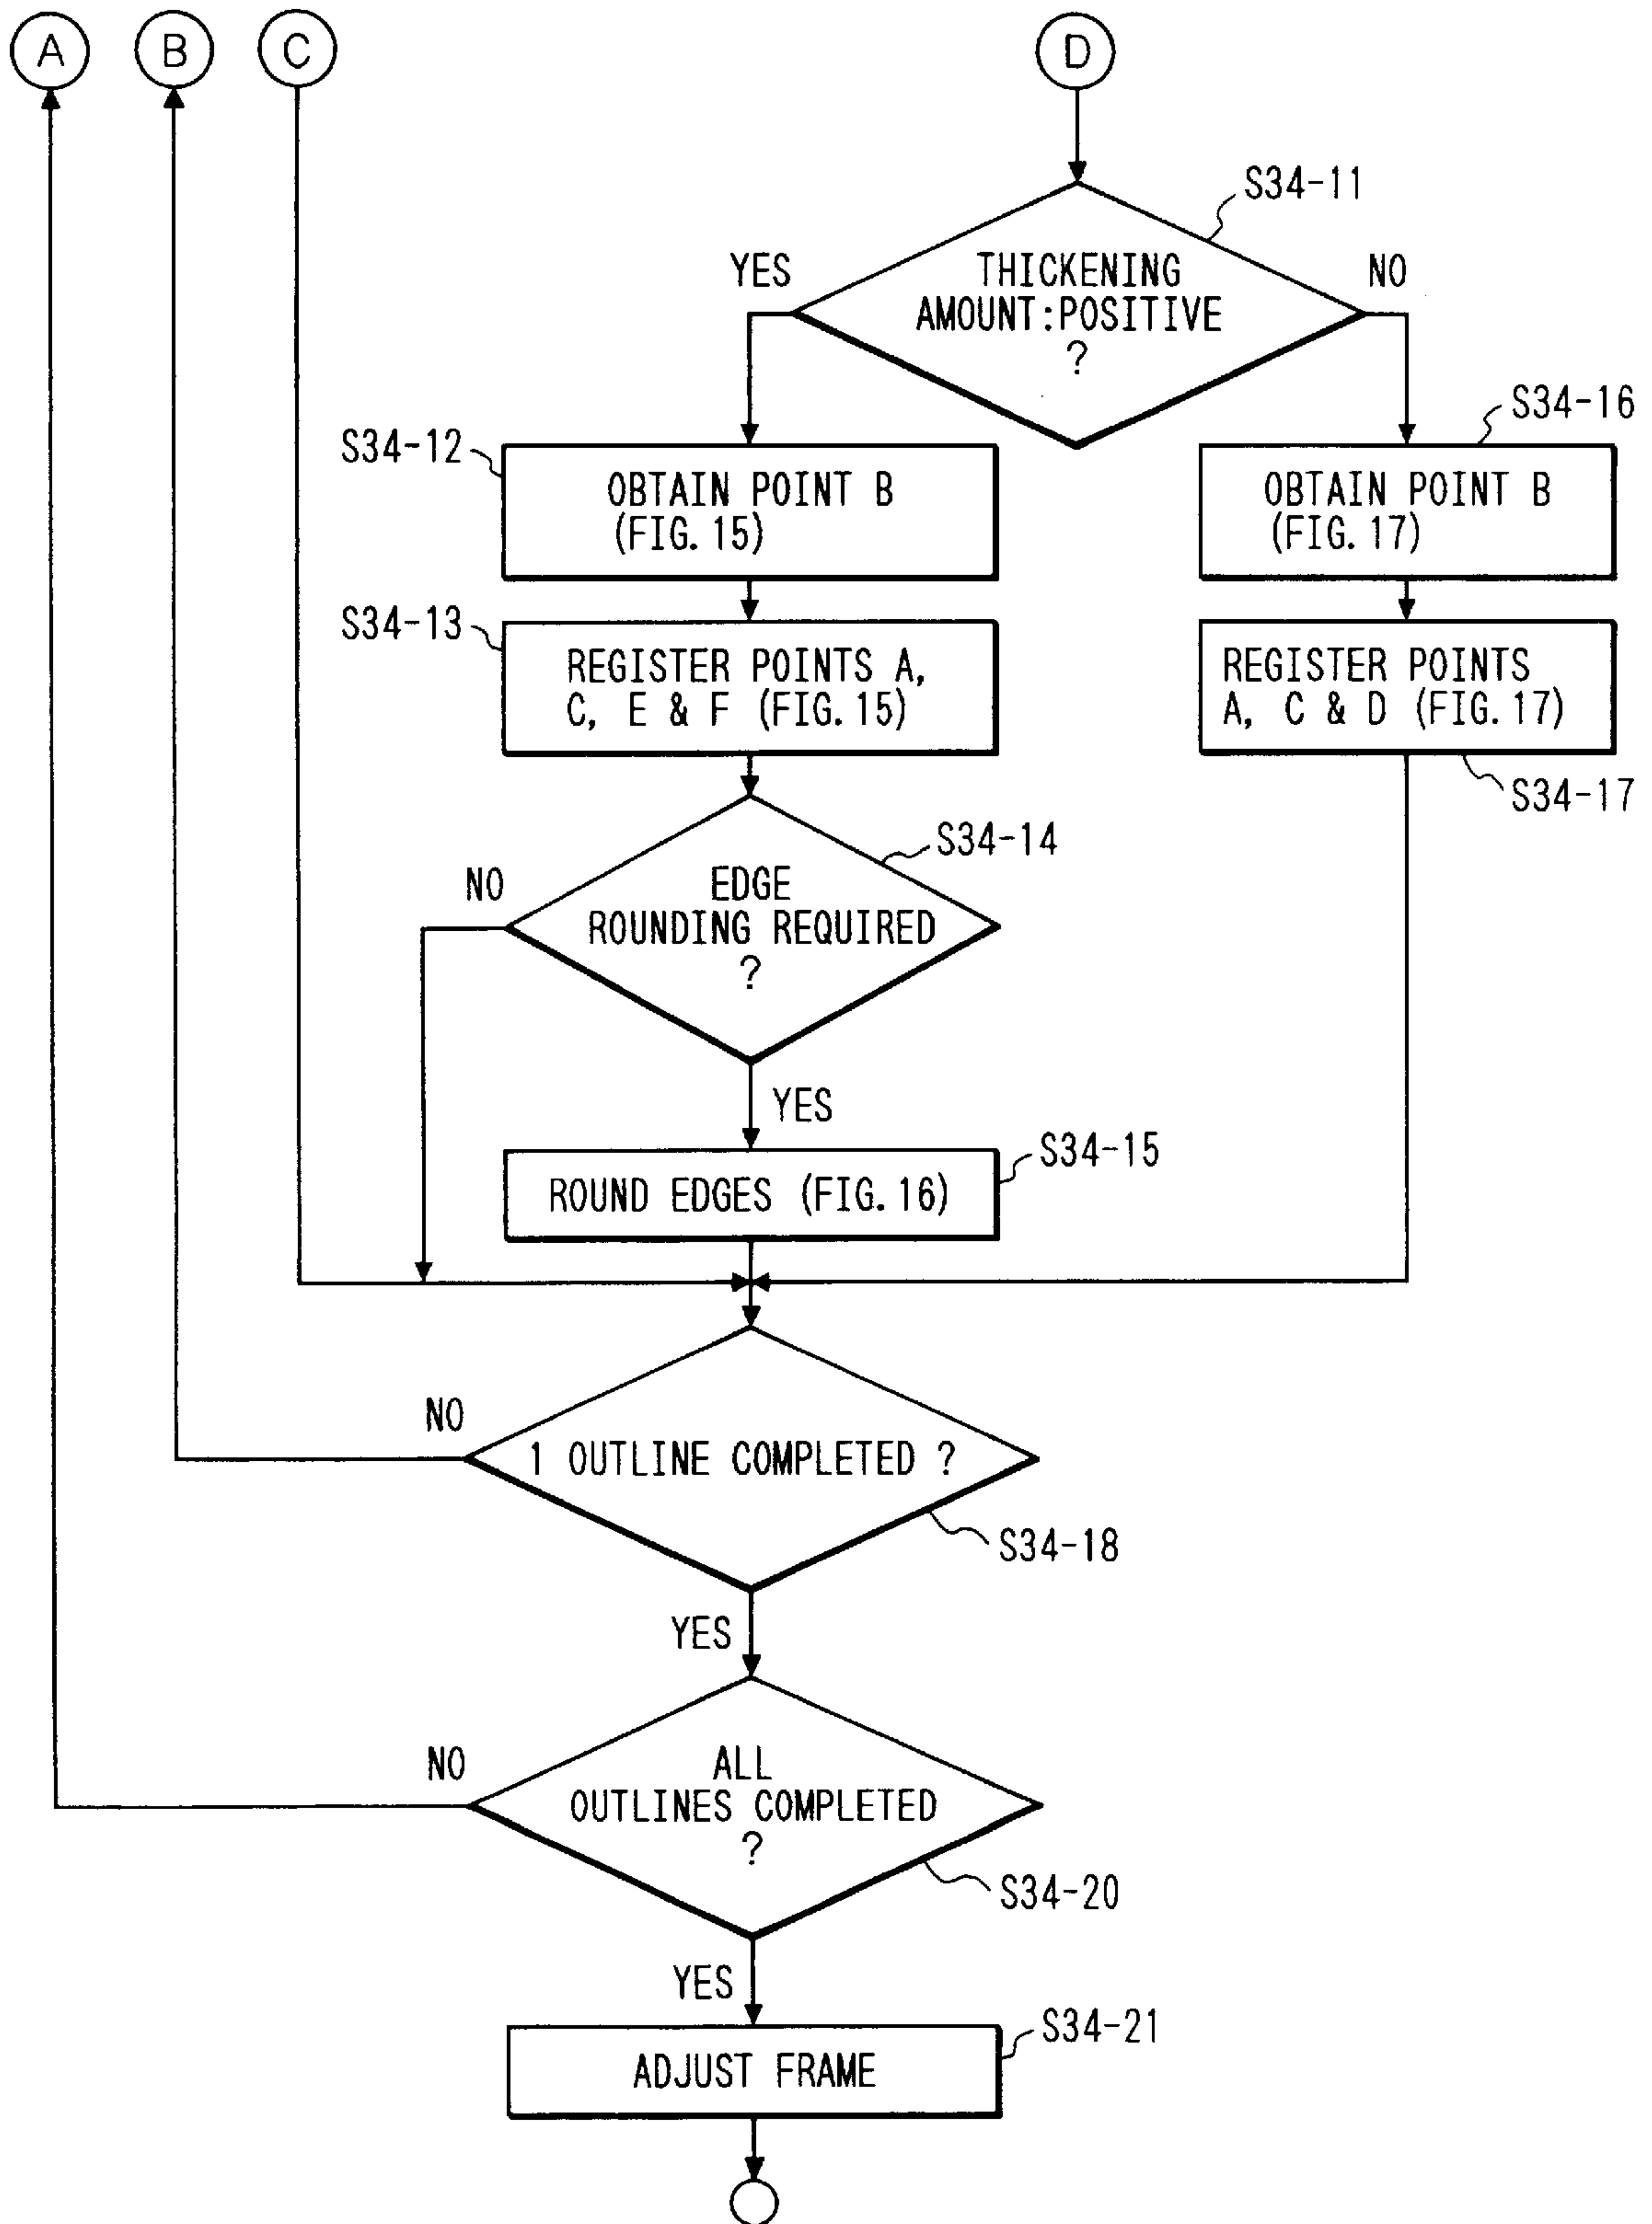 A
B
C
D
S34-11
YES
THICKENING
AMOUNT:POSITIVE
?
NO
S34-12
OBTAIN POINT B
(FIG. 15)
S34-16
OBTAIN POINT B
(FIG. 17)
S34-13
REGISTER POINTS A,
C, E & F (FIG. 15)
REGISTER POINTS
A, C & D (FIG. 17)
S34-17
S34-14
NO
EDGE
ROUNDING REQUIRED
?
YES
S34-15
ROUND EDGES (FIG. 16)
NO
1 OUTLINE COMPLETED ?
S34-18
YES
NO
ALL
OUTLINES COMPLETED
?
S34-20
YES
S34-21
ADJUST FRAME